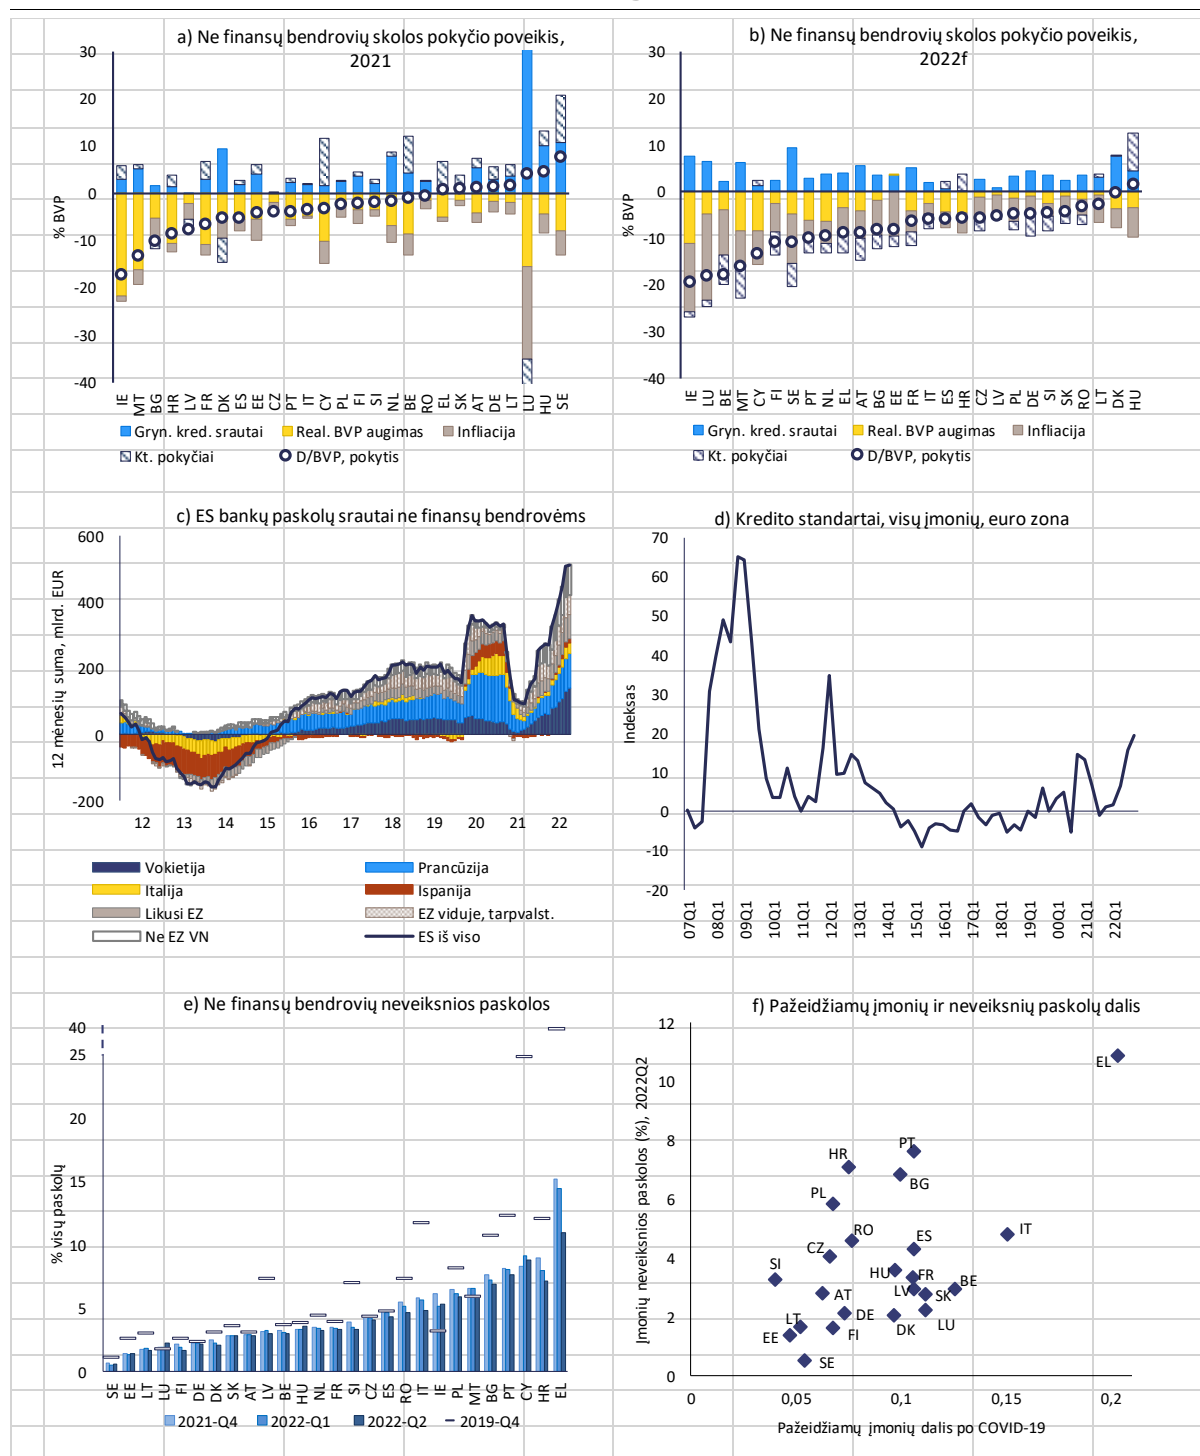 a) Ne finansų bendrovių skolos pokyčio poveikis,
2021
% BVP
30
20
10
0
-10
-20
-30
-40
IE MT BG HR LV FR DK ES EE CZ PT IT CY PL FI SI NL BE RO EL SK AT DE LT LU HU SE
Gryn. kred. srautai
Real. BVP augimas
Infliacija
Kt. pokyčiai
D/BVP, pokytis
b) Ne finansų bendrovių skolos pokyčio poveikis,
2022f
% BVP
30
20
10
0
-10
-20
-30
-40
IE LU BE MT CY FI SE PT NL EL AT BG EE FR IT ES HR CZ LV PL DE SI SK RO LT DK HU
Gryn. kred. srautai
Real. BVP augimas
Infliacija
Kt. pokyčiai
D/BVP, pokytis
c) ES bankų paskolų srautai ne finansų bendrovėms
12 mėnesių suma, mlrd. EUR
600
400
200
0
-200
12 13 14 15 16 17 18 19 20 21 22
Vokietija
Prancūzija
Italija
Ispanija
Likusi EZ
EZ viduje, tarpvalst.
Ne EZ VN
ES iš viso
d) Kredito standartai, visų įmonių, euro zona
Indeksas
70
60
50
40
30
20
10
0
-10
-20
07Q1 08Q1 09Q1 10Q1 11Q1 12Q1 13Q1 14Q1 15Q1 16Q1 17Q1 18Q1 19Q1 00Q1 21Q1 22Q1
e) Ne finansų bendrovių neveiksnios paskolos
% visų paskolų
40
25
20
15
10
5
0
SE EE LT LU FI DE DK SK AT LV BE HU NL FR SI CZ ES RO IT IE PL MT BG PT CY HR EL
2021-Q4
2022-Q1
2022-Q2
2019-Q4
f) Pažeidžiamų įmonių ir neveiksnių paskolų dalis
Įmonių neveiksnios paskolos (%), 2022Q2
12
10
8
6
4
2
0
EL
PT
HR
BG
PL
IT
RO
ES
CZ
SI
HU
FR
BE
LV
SK
AT
LU
DE
DK
LT
FI
EE
SE
0 0,05 0,1 0,15 0,2
Pažeidžiamų įmonių dalis po COVID-19